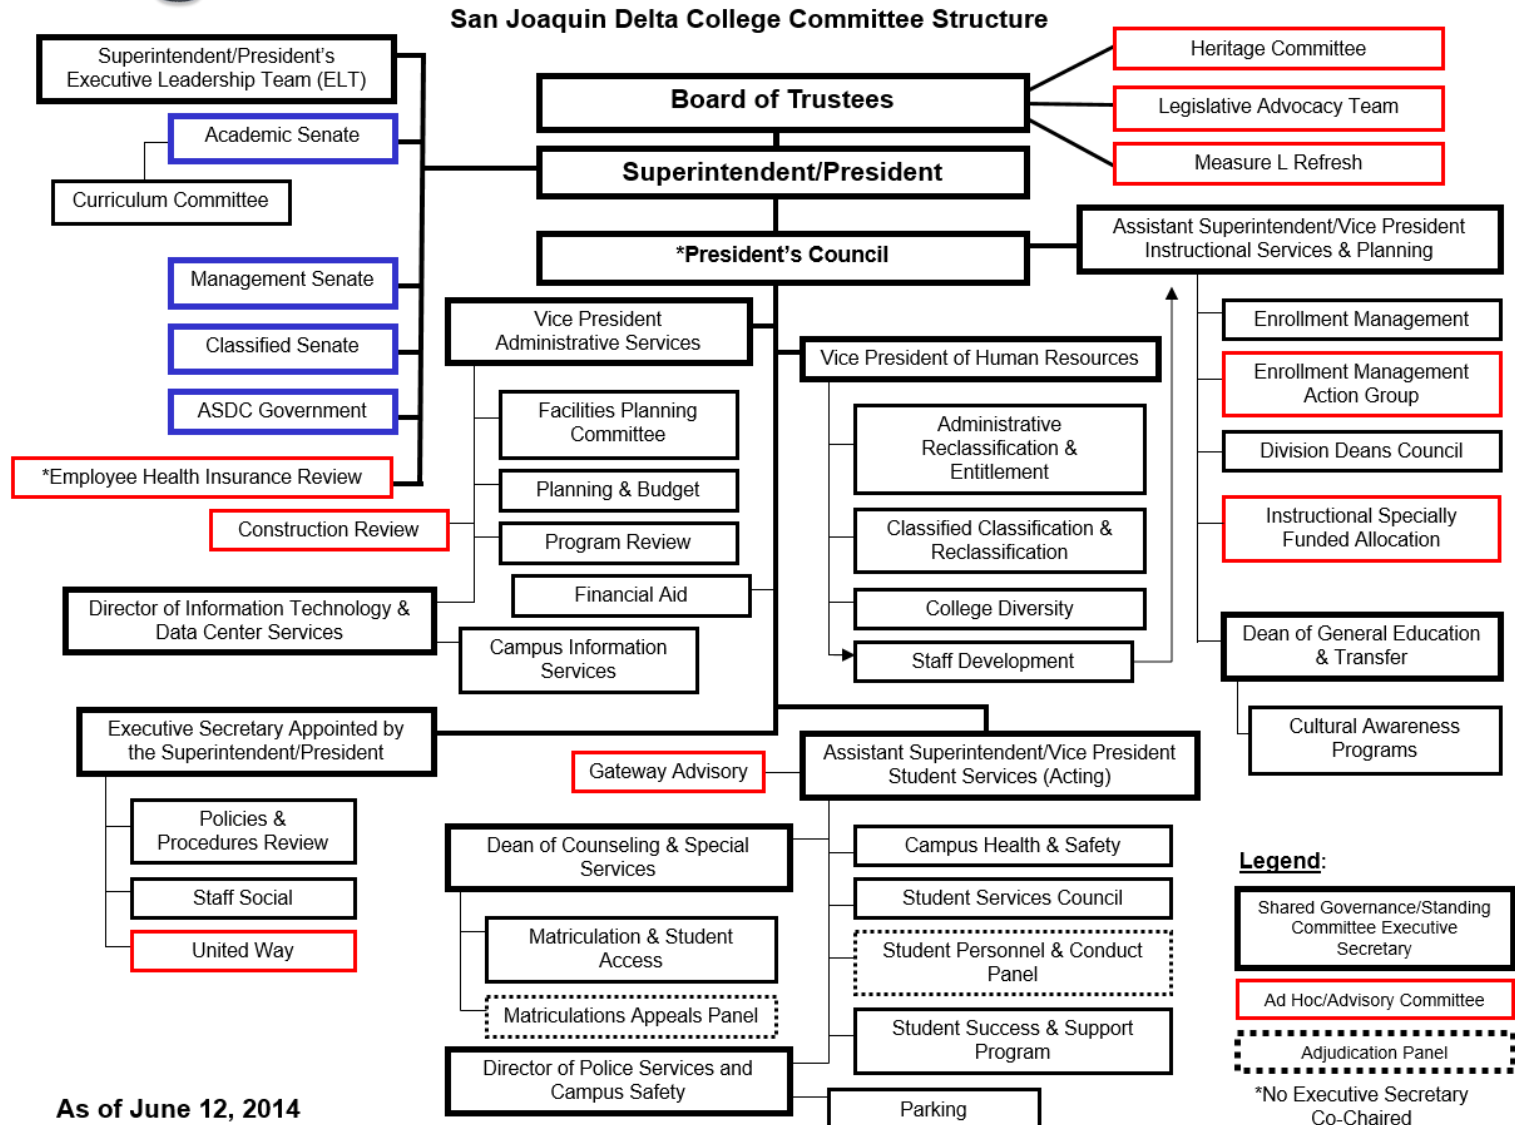 San Joaquin Delta College Committee Structure
Superintendent/President's
Executive Leadership Team (ELT)
Academic Senate
Curriculum Committee
Management Senate
Classified Senate
ASDC Government
*Employee Health Insurance Review
Construction Review
Board of Trustees
Superintendent/President
*President's Council
Heritage Committee
Legislative Advocacy Team
Measure L Refresh
Assistant Superintendent/Vice President
Instructional Services & Planning
Enrollment Management
Enrollment Management
Action Group
Division Deans Council
Instructional Specially
Funded Allocation
Dean of General Education
& Transfer
Cultural Awareness
Programs
Vice President
Administrative Services
Facilities Planning
Committee
Planning & Budget
Program Review
Financial Aid
Director of Information Technology &
Data Center Services
Campus Information
Services
Vice President of Human Resources
Administrative
Reclassification &
Entitlement
Classified Classification &
Reclassification
College Diversity
Staff Development
Executive Secretary Appointed by
the Superintendent/President
Policies &
Procedures Review
Staff Social
United Way
Gateway Advisory
Assistant Superintendent/Vice President
Student Services (Acting)
Dean of Counseling & Special
Services
Matriculation & Student
Access
Matriculations Appeals Panel
Director of Police Services and
Campus Safety
Campus Health & Safety
Student Services Council
Student Personnel & Conduct
Panel
Student Success & Support
Program
Parking
Legend:
Shared Governance/Standing
Committee Executive
Secretary
Ad Hoc/Advisory Committee
Adjudication Panel
*No Executive Secretary
Co-Chaired
As of June 12, 2014